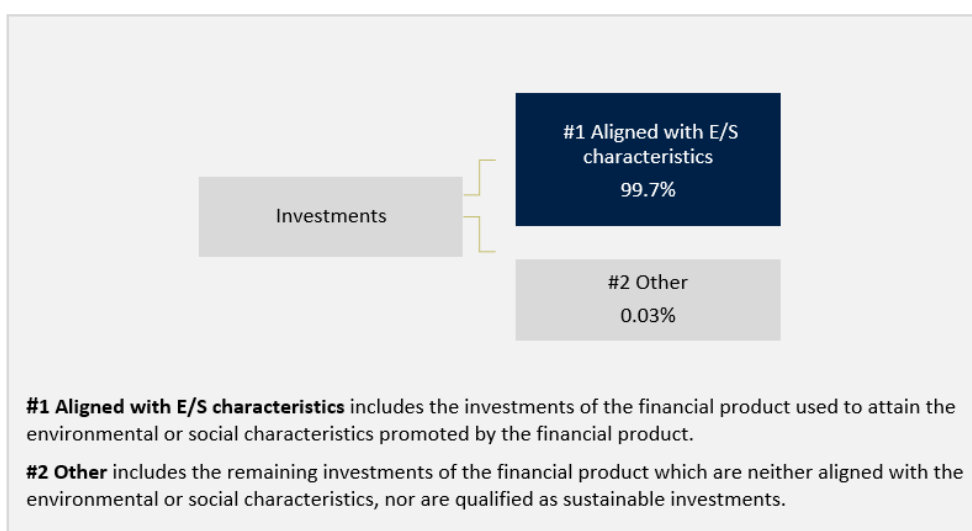 #1 Aligned with E/S
characteristics
99.7%
Investments
#2 Other
0.03%
#1 Aligned with E/S characteristics includes the investments of the financial product used to attain the
environmental or social characteristics promoted by the financial product.
#2 Other includes the remaining investments of the financial product which are neither aligned with the
environmental or social characteristics, nor are qualified as sustainable investments.